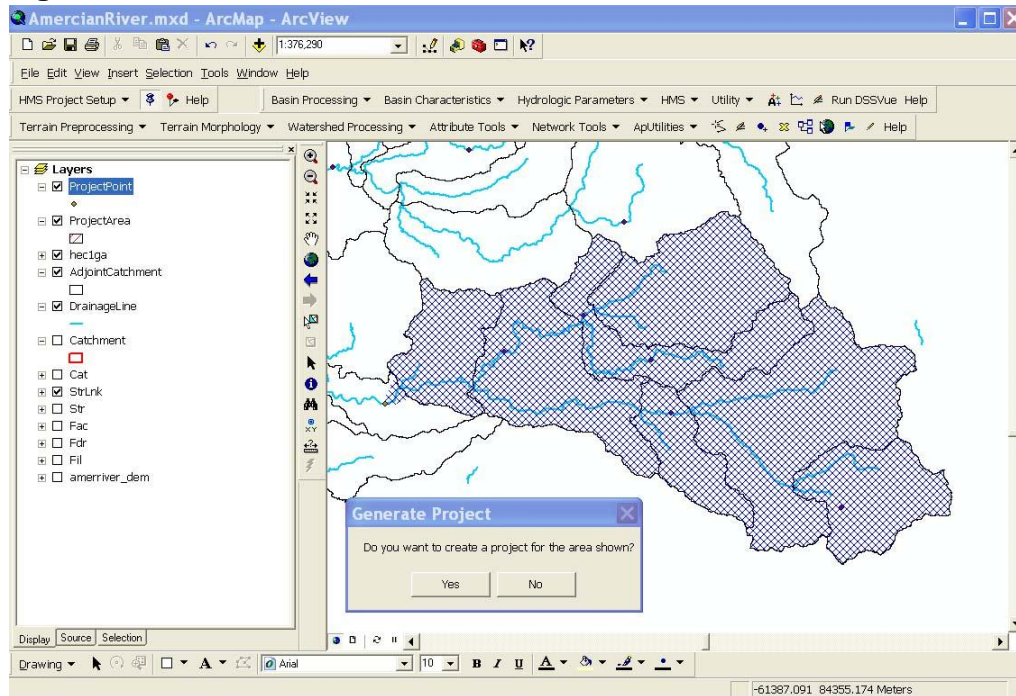 AmercianRiver.mxd - ArcMap - ArcView
1:376,290
File Edit View Insert Selection Tools Window Help
HMS Project Setup Help Basin Processing Basin Characteristics Hydrologic Parameters HMS Utility Run DSSVue Help
Terrain Preprocessing Terrain Morphology Watershed Processing Attribute Tools Network Tools ApUtilities Help
Layers
ProjectPoint
ProjectArea
hec1ga
AdjointCatchment
DrainageLine
Catchment
Cat
StrLnk
Str
Fac
Fdr
Fil
amerriver_dem
XY
Generate Project
Do you want to create a project for the area shown?
Yes No
Display Source Selection
Drawing A Arial 10 B I U A
-61387.091 84355.174 Meters